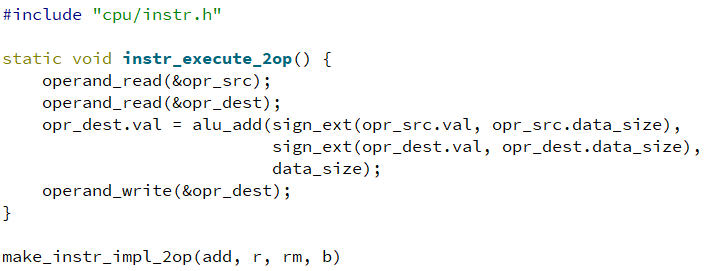 #include "cpu/instr.h"

static void instr_execute_2op() {
    operand_read(&opr_src);
    operand_read(&opr_dest);
    opr_dest.val = alu_add(sign_ext(opr_src.val, opr_src.data_size),
                           sign_ext(opr_dest.val, opr_dest.data_size),
                           data_size);
    operand_write(&opr_dest);
}

make_instr_impl_2op(add, r, rm, b)